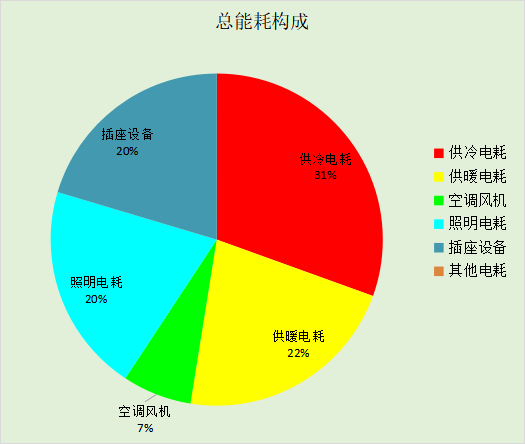 总能耗构成
供冷电耗
31%
供暖电耗
22%
空调风机
7%
照明电耗
20%
插座设备
20%
供冷电耗
供暖电耗
空调风机
照明电耗
插座设备
其他电耗